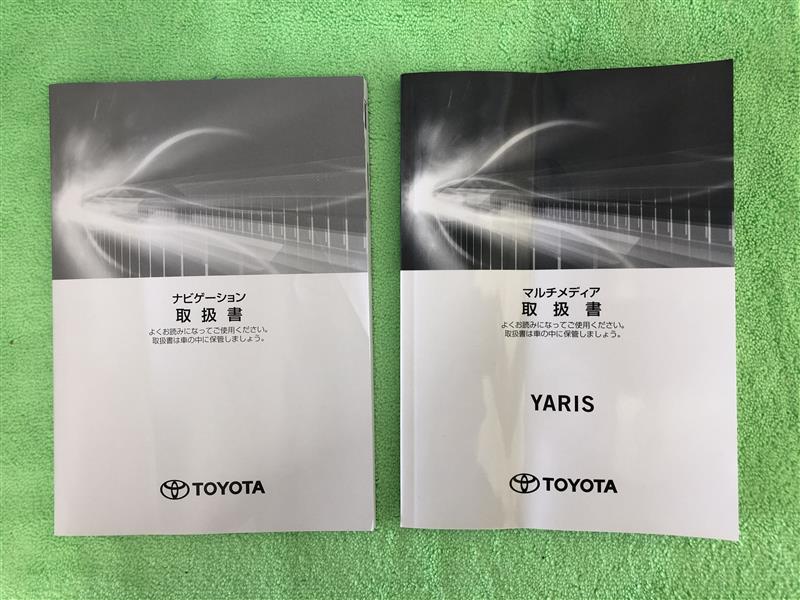 ナビゲーション
取扱書
よくお読みになってご使用ください。
取扱書は車の中に保管しましょう。
TOYOTA
マルチメディア
取扱書
よくお読みになってご使用ください。
取扱書は車の中に保管しましょう。
YARIS
TOYOTA